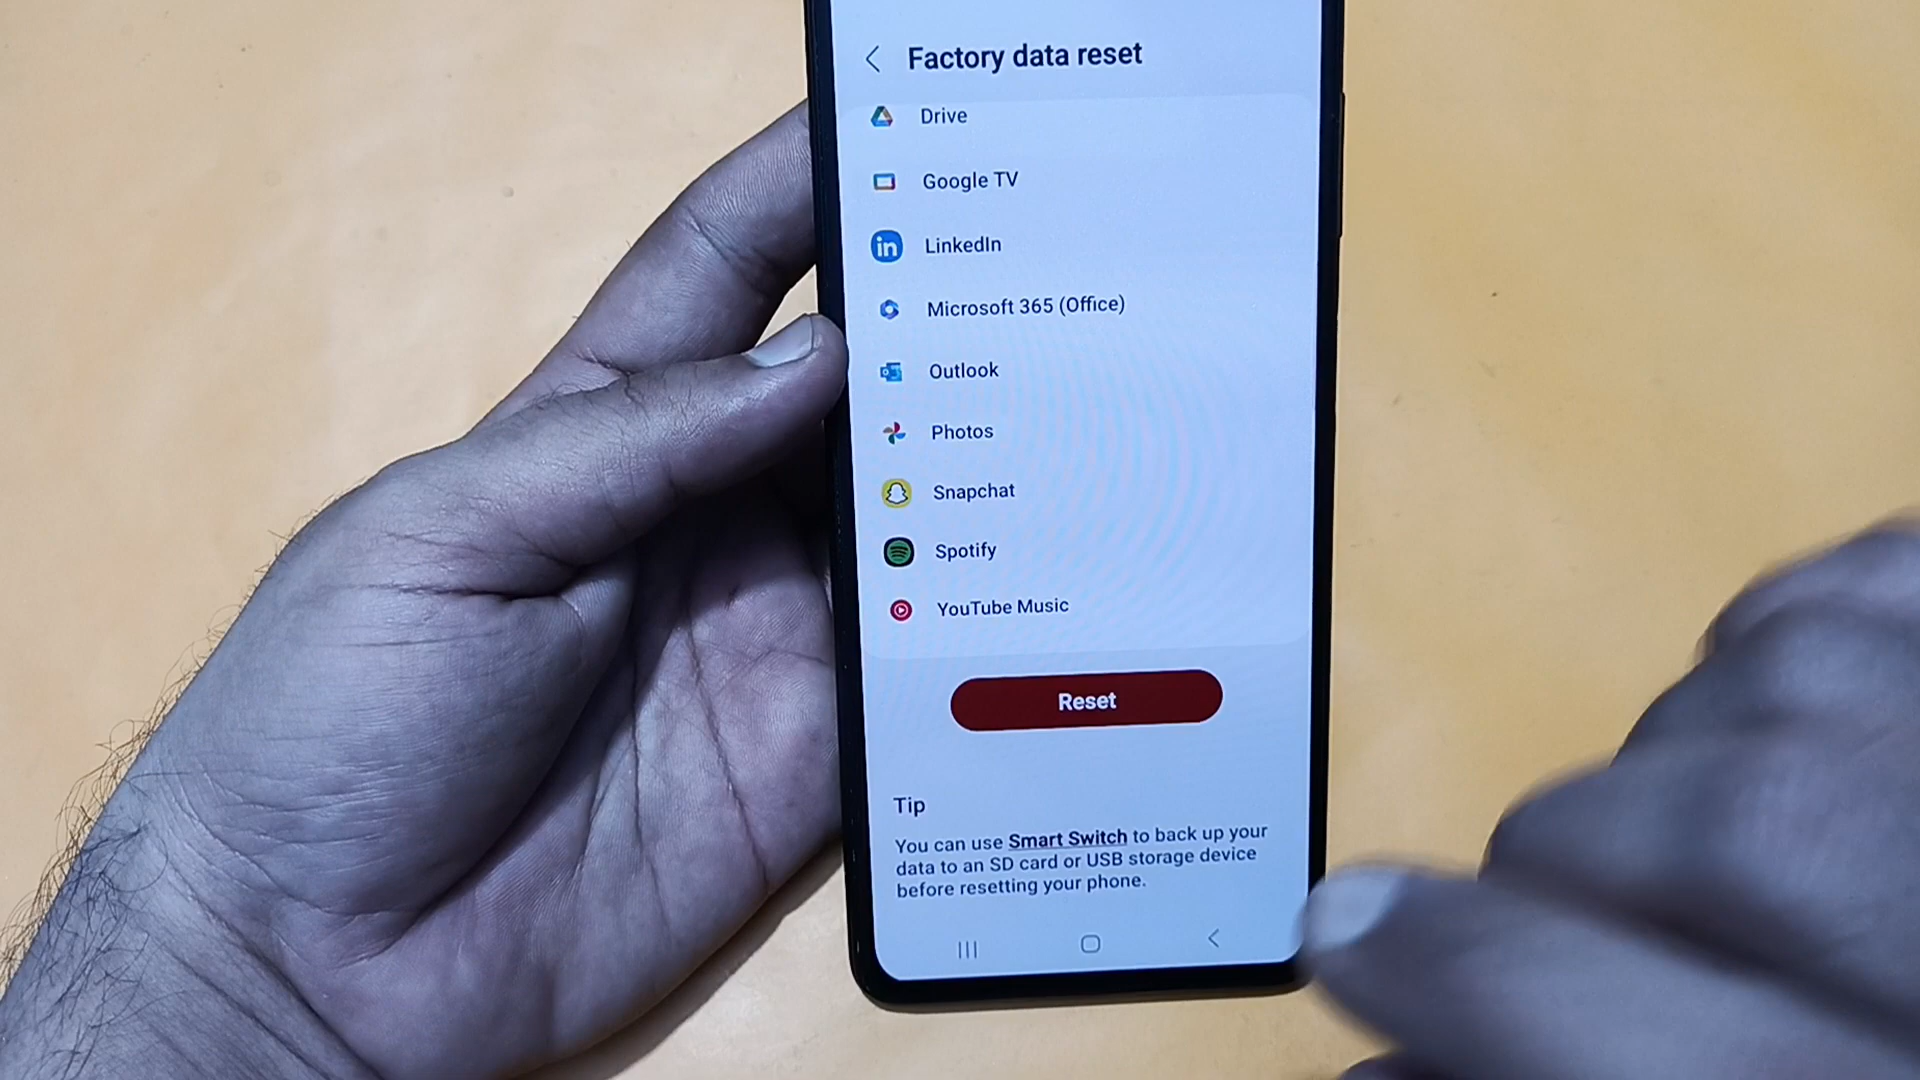 Factory data reset
Drive
Google TV
in LinkedIn
Microsoft 365 (Office)
Outlook
Photos
Snapchat
Spotify
YouTube Music
Reset
Tip
You can use Smart Switch to back up your
data to an SD card or USB storage device
before resetting your phone.